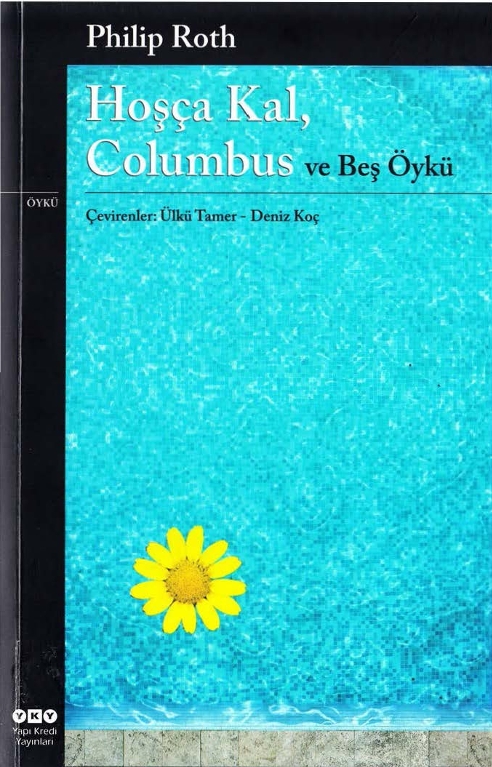 Philip Roth
Hoşça Kal,
Columbus ve Beş Öykü
ÖYKÜ
Çevirenler: Ülkü Tamer - Deniz Koç
YKY
Yapı Kredi
Yayınları